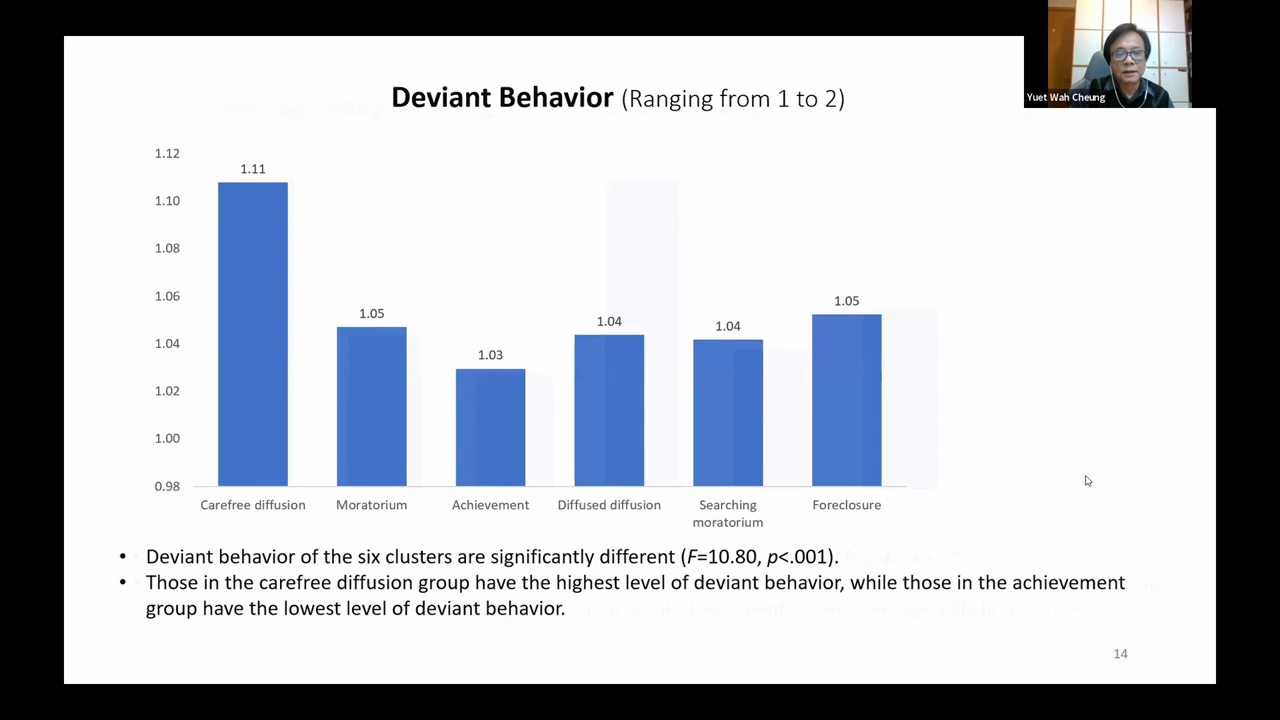 Yuet Wah Cheung
Deviant Behavior (Ranging from 1 to 2)
1.12
1.10
1.08
1.06
1.04
1.02
1.00
0.98
1.11
1.05
1.03
1.04
1.04
1.05
Carefree diffusion
Moratorium
Achievement
Diffused diffusion
Searching
moratorium
Foreclosure
• Deviant behavior of the six clusters are significantly different (F=10.80, p<.001).
• Those in the carefree diffusion group have the highest level of deviant behavior, while those in the achievement
group have the lowest level of deviant behavior.
14